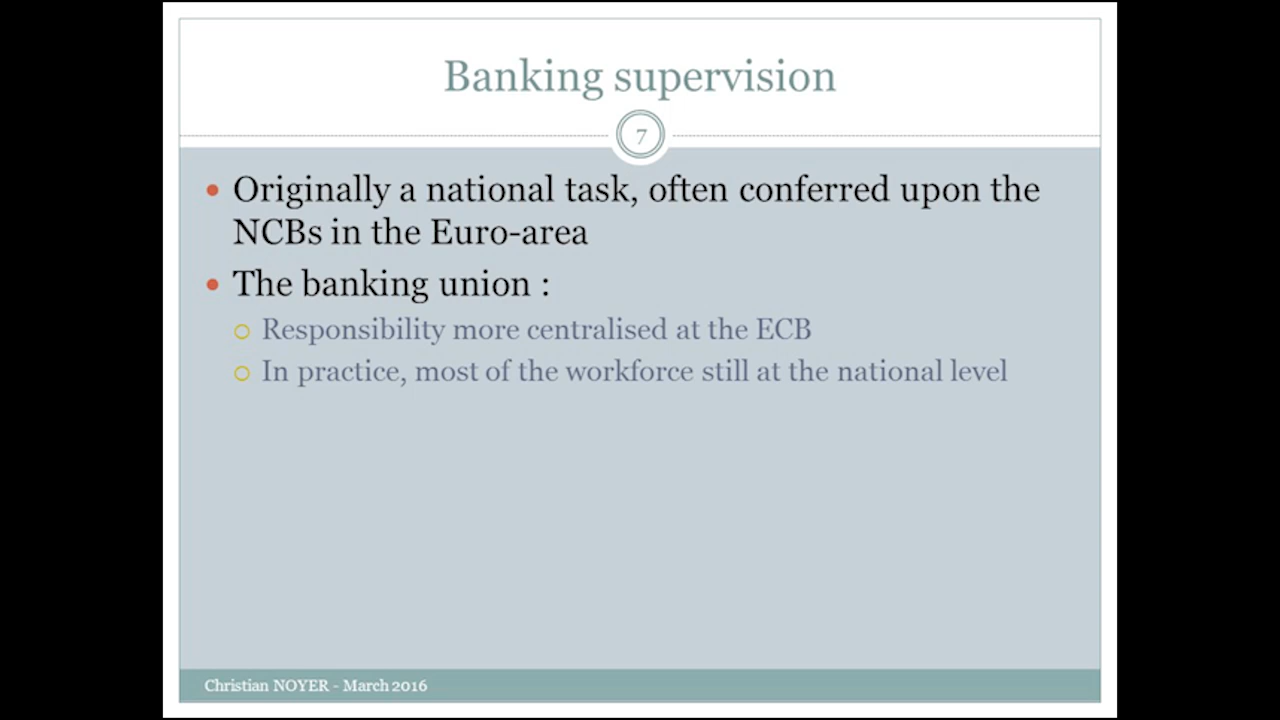 Banking supervision
7
• Originally a national task, often conferred upon the
NCBs in the Euro-area
• The banking union :
○ Responsibility more centralised at the ECB
○ In practice, most of the workforce still at the national level
Christian NOYER - March 2016